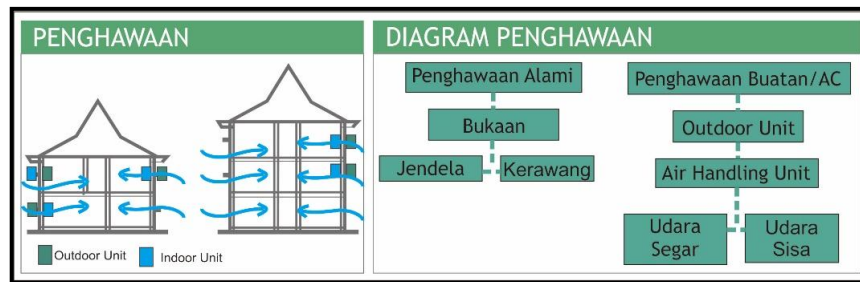 PENGHAWAAN
Outdoor Unit
Indoor Unit
DIAGRAM PENGHAWAAN
Penghawaan Alami
Bukaan
Jendela
Kerawang
Penghawaan Buatan/AC
Outdoor Unit
Air Handling Unit
Udara
Segar
Udara
Sisa